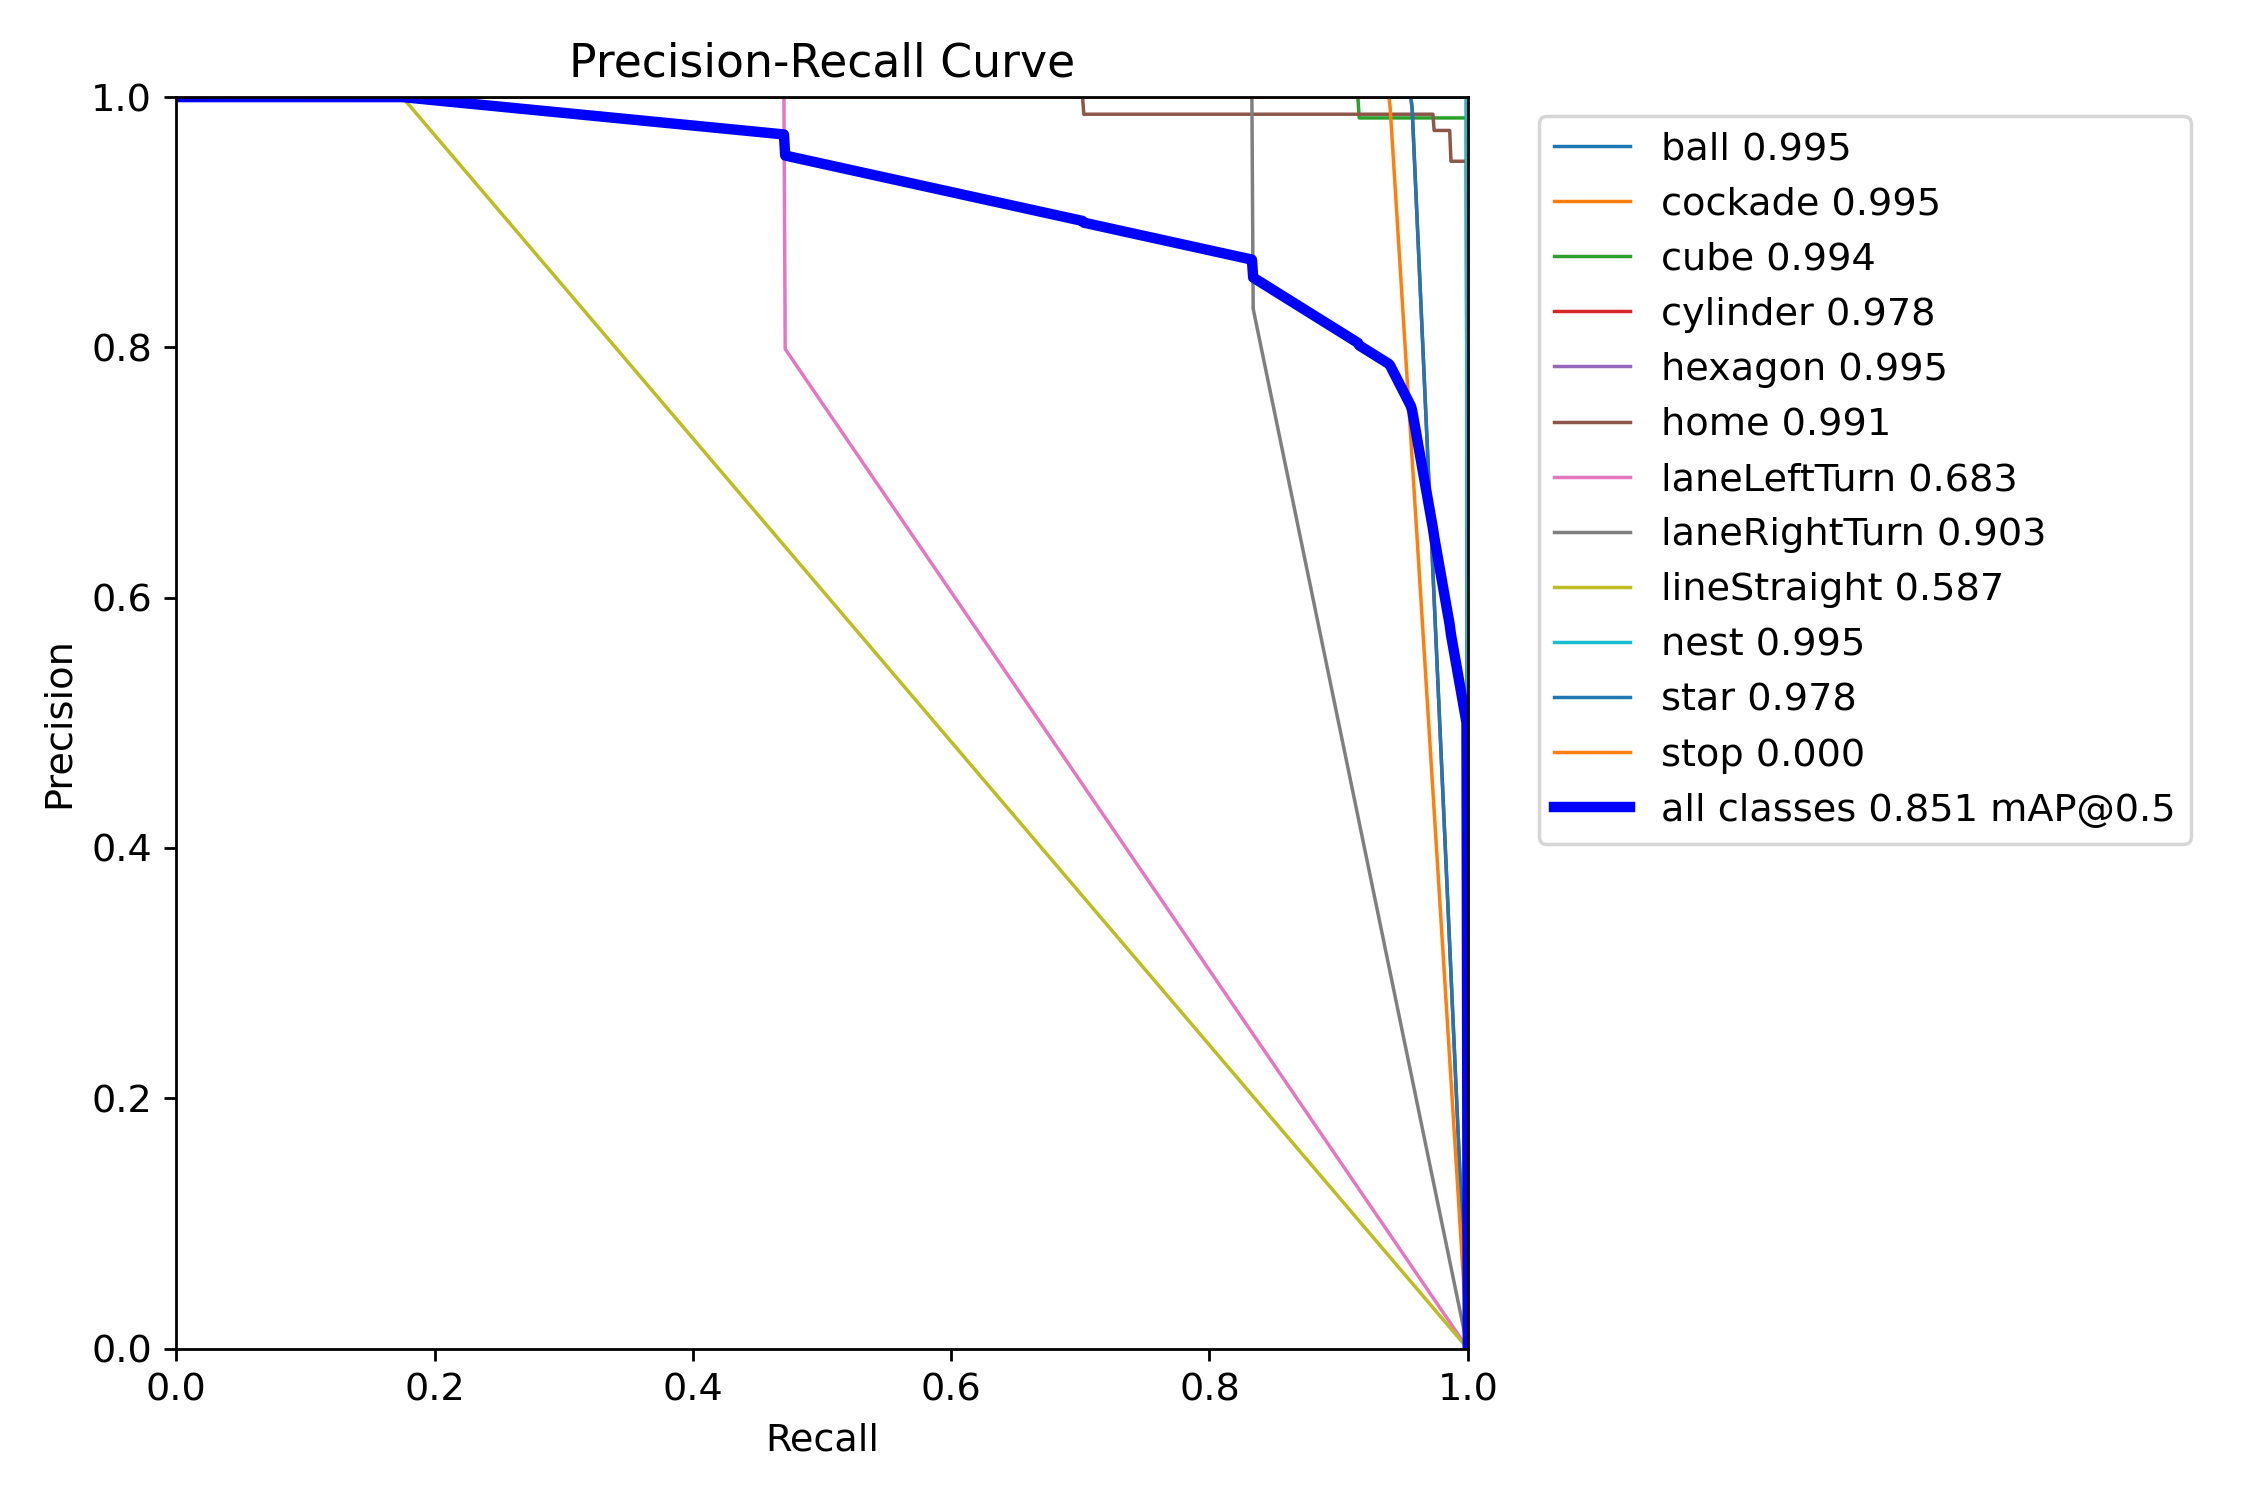 Precision-Recall Curve
1.0
0.8
0.6
0.4
0.2
0.0
Precision
0.0 0.2 0.4 0.6 0.8 1.0
Recall
ball 0.995
cockade 0.995
cube 0.994
cylinder 0.978
hexagon 0.995
home 0.991
laneLeftTurn 0.683
laneRightTurn 0.903
lineStraight 0.587
nest 0.995
star 0.978
stop 0.000
all classes 0.851 mAP@0.5